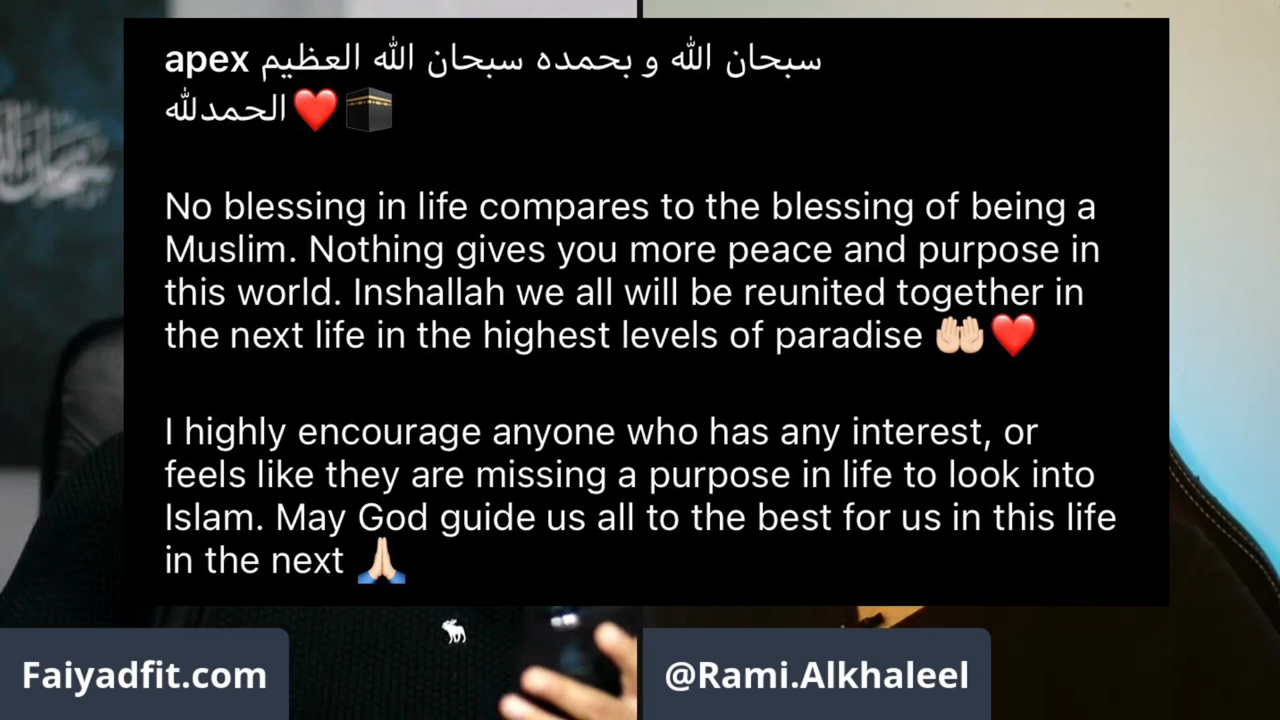 apex سبحان الله و بحمده سبحان الله العظيم
الحمدلله❤️🕋
No blessing in life compares to the blessing of being a
Muslim. Nothing gives you more peace and purpose in
this world. Inshallah we all will be reunited together in
the next life in the highest levels of paradise 🤲🏻❤️
I highly encourage anyone who has any interest, or
feels like they are missing a purpose in life to look into
Islam. May God guide us all to the best for us in this life
in the next 🙏🏻
Faiyadfit.com
@Rami.Alkhaleel